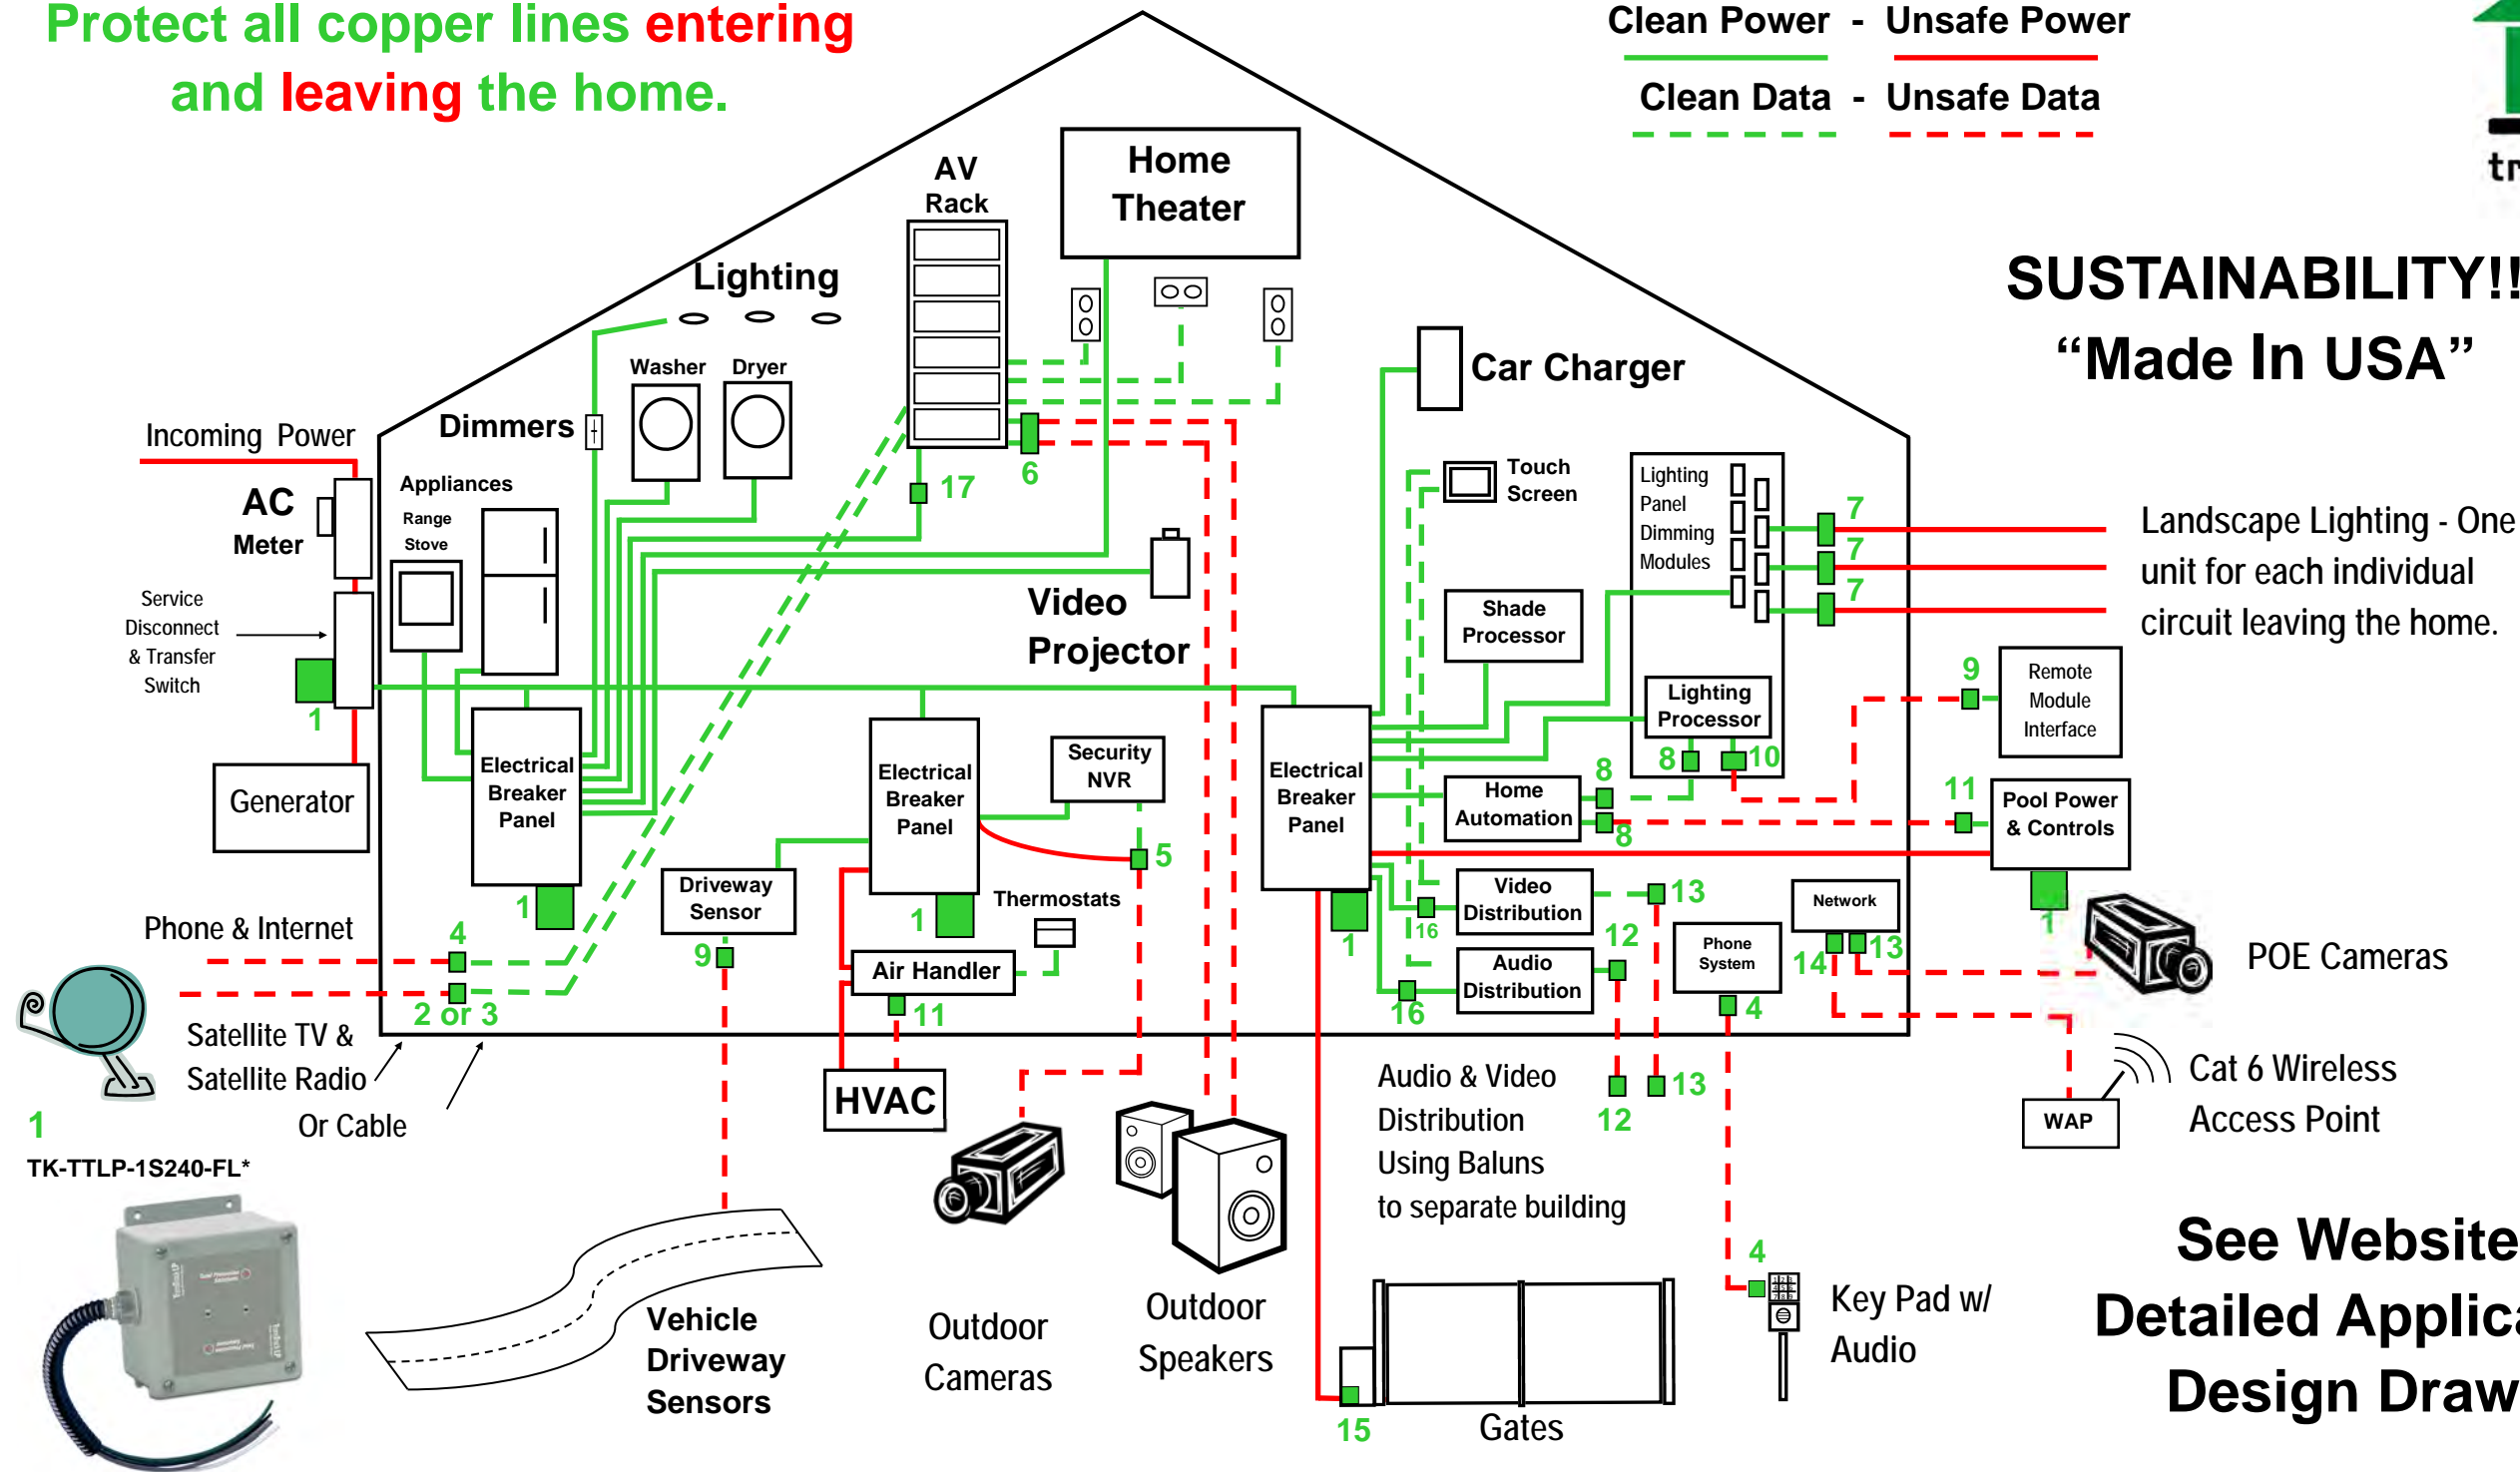 Protect all copper lines entering
and leaving the home.
Clean Power - Unsafe Power
Clean Data - Unsafe Data
SUSTAINABILITY!!
“Made In USA”
AV
Rack
Home
Theater
Lighting
Washer
Dryer
Dimmers
Car Charger
Incoming Power
AC
Meter
Appliances
Range
Stove
17
6
Touch
Screen
Lighting
Panel
Dimming
Modules
7
7
7
Landscape Lighting - One
unit for each individual
circuit leaving the home.
Service
Disconnect
& Transfer
Switch
1
Video
Projector
Shade
Processor
Lighting
Processor
8
10
9
Remote
Module
Interface
Generator
Electrical
Breaker
Panel
1
Electrical
Breaker
Panel
1
Security
NVR
5
Electrical
Breaker
Panel
1
Home
Automation
8
8
11
Pool Power
& Controls
1
Driveway
Sensor
9
Thermostats
Air Handler
11
HVAC
Video
Distribution
16
13
Audio
Distribution
16
12
Phone
System
4
Network
14
13
POE Cameras
Phone & Internet
4
2 or 3
Satellite TV &
Satellite Radio
Or Cable
Audio & Video
Distribution
Using Baluns
to separate building
12
13
WAP
Cat 6 Wireless
Access Point
1
TK-TTLP-1S240-FL*
Vehicle
Driveway
Sensors
Outdoor
Cameras
Outdoor
Speakers
15
Gates
4
Key Pad w/
Audio
See Website
Detailed Applica
Design Draw